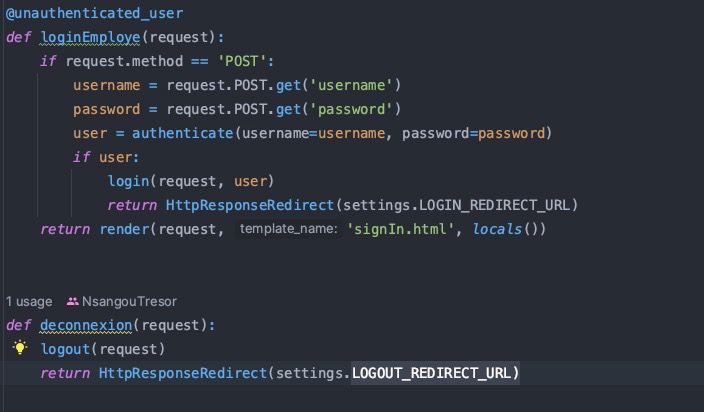 @unauthenticated_user
def loginEmploye(request):
    if request.method == 'POST':
        username = request.POST.get('username')
        password = request.POST.get('password')
        user = authenticate(username=username, password=password)
        if user:
            login(request, user)
            return HttpResponseRedirect(settings.LOGIN_REDIRECT_URL)
    return render(request, template_name: 'signIn.html', locals())
1 usage NsangouTresor
def deconnexion(request):
    logout(request)
    return HttpResponseRedirect(settings.LOGOUT_REDIRECT_URL)